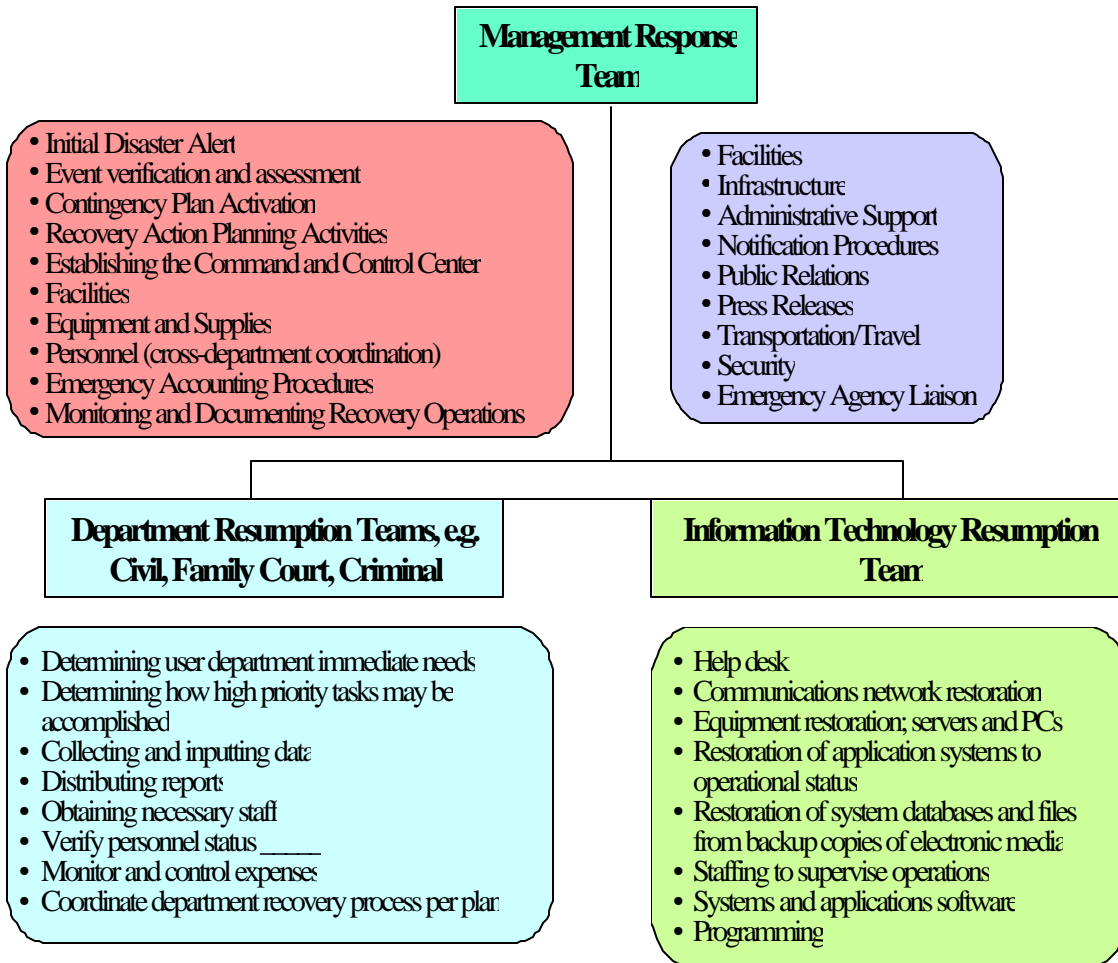 Management Response
Team
• Initial Disaster Alert
• Event verification and assessment
• Contingency Plan Activation
• Recovery Action Planning Activities
• Establishing the Command and Control Center
• Facilities
• Equipment and Supplies
• Personnel (cross-department coordination)
• Emergency Accounting Procedures
• Monitoring and Documenting Recovery Operations
• Facilities
• Infrastructure
• Administrative Support
• Notification Procedures
• Public Relations
• Press Releases
• Transportation/Travel
• Security
• Emergency Agency Liaison
Department Resumption Teams, e.g.
Civil, Family Court, Criminal
• Determining user department immediate needs
• Determining how high priority tasks may be
accomplished
• Collecting and inputting data
• Distributing reports
• Obtaining necessary staff
• Verify personnel status _____
• Monitor and control expenses
• Coordinate department recovery process per plan
Information Technology Resumption
Team
• Help desk
• Communications network restoration
• Equipment restoration; servers and PCs
• Restoration of application systems to
operational status
• Restoration of system databases and files
from backup copies of electronic media
• Staffing to supervise operations
• Systems and applications software
• Programming